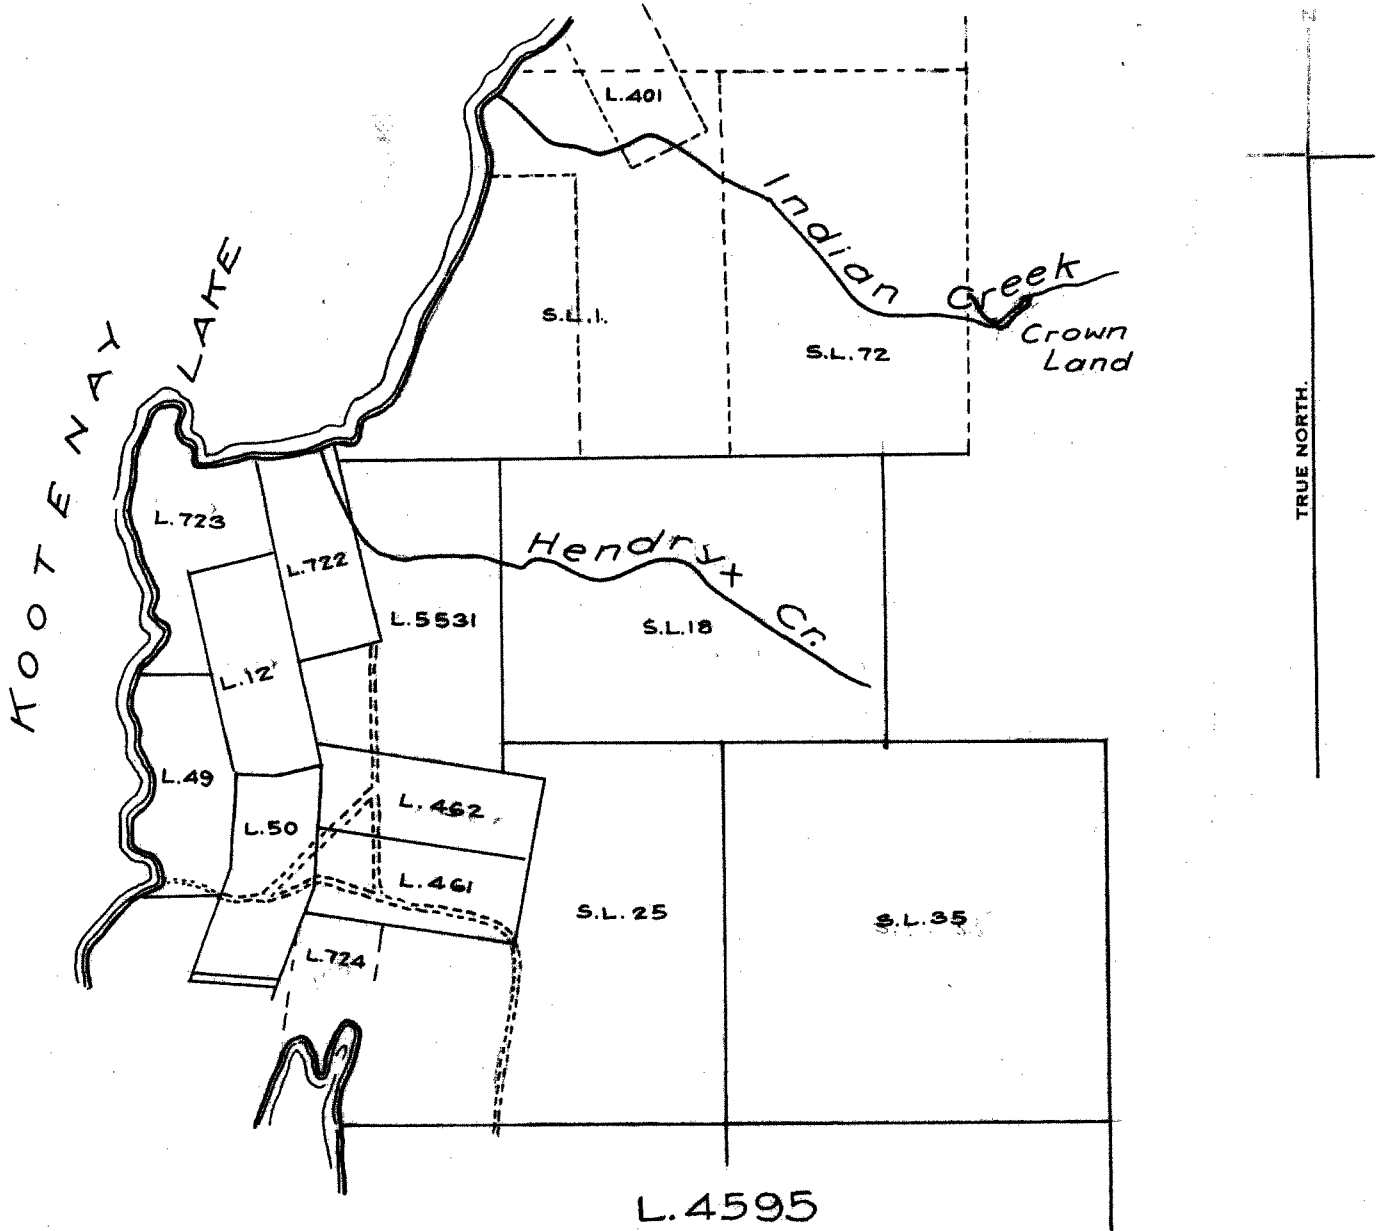 N
L.401
Indian Creek
KOOTENAY LAKE
S.L.1.
S.L.72
Crown
Land
TRUE NORTH.
L.723
L.722
Hendryx Cr.
L.5531
S.L.18
L.12
L.49
L.462
L.50
L.461
S.L.25
S.L.35
L.724
L.4595